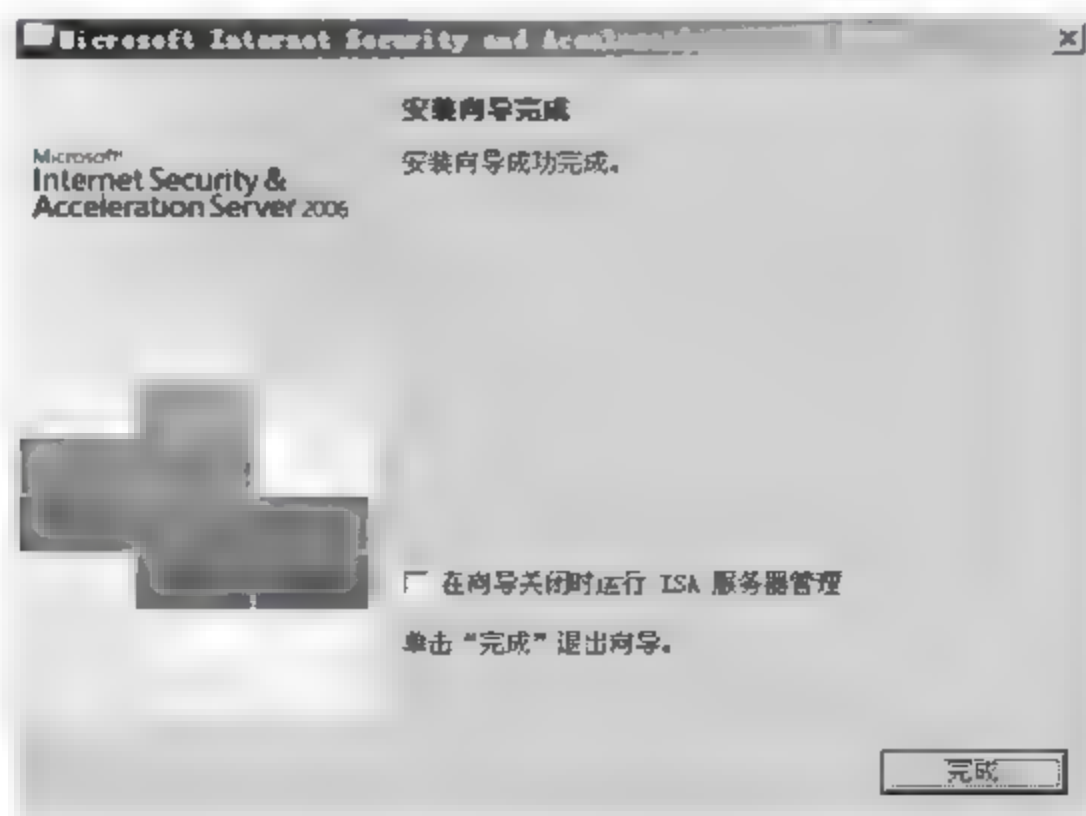 Microsoft Internet Security and
安装向导完成
安装向导成功完成。
Microsoft
Internet Security &
Acceleration Server 2006
在向导关闭时运行 ISA 服务器管理
单击“完成”退出向导。
完成